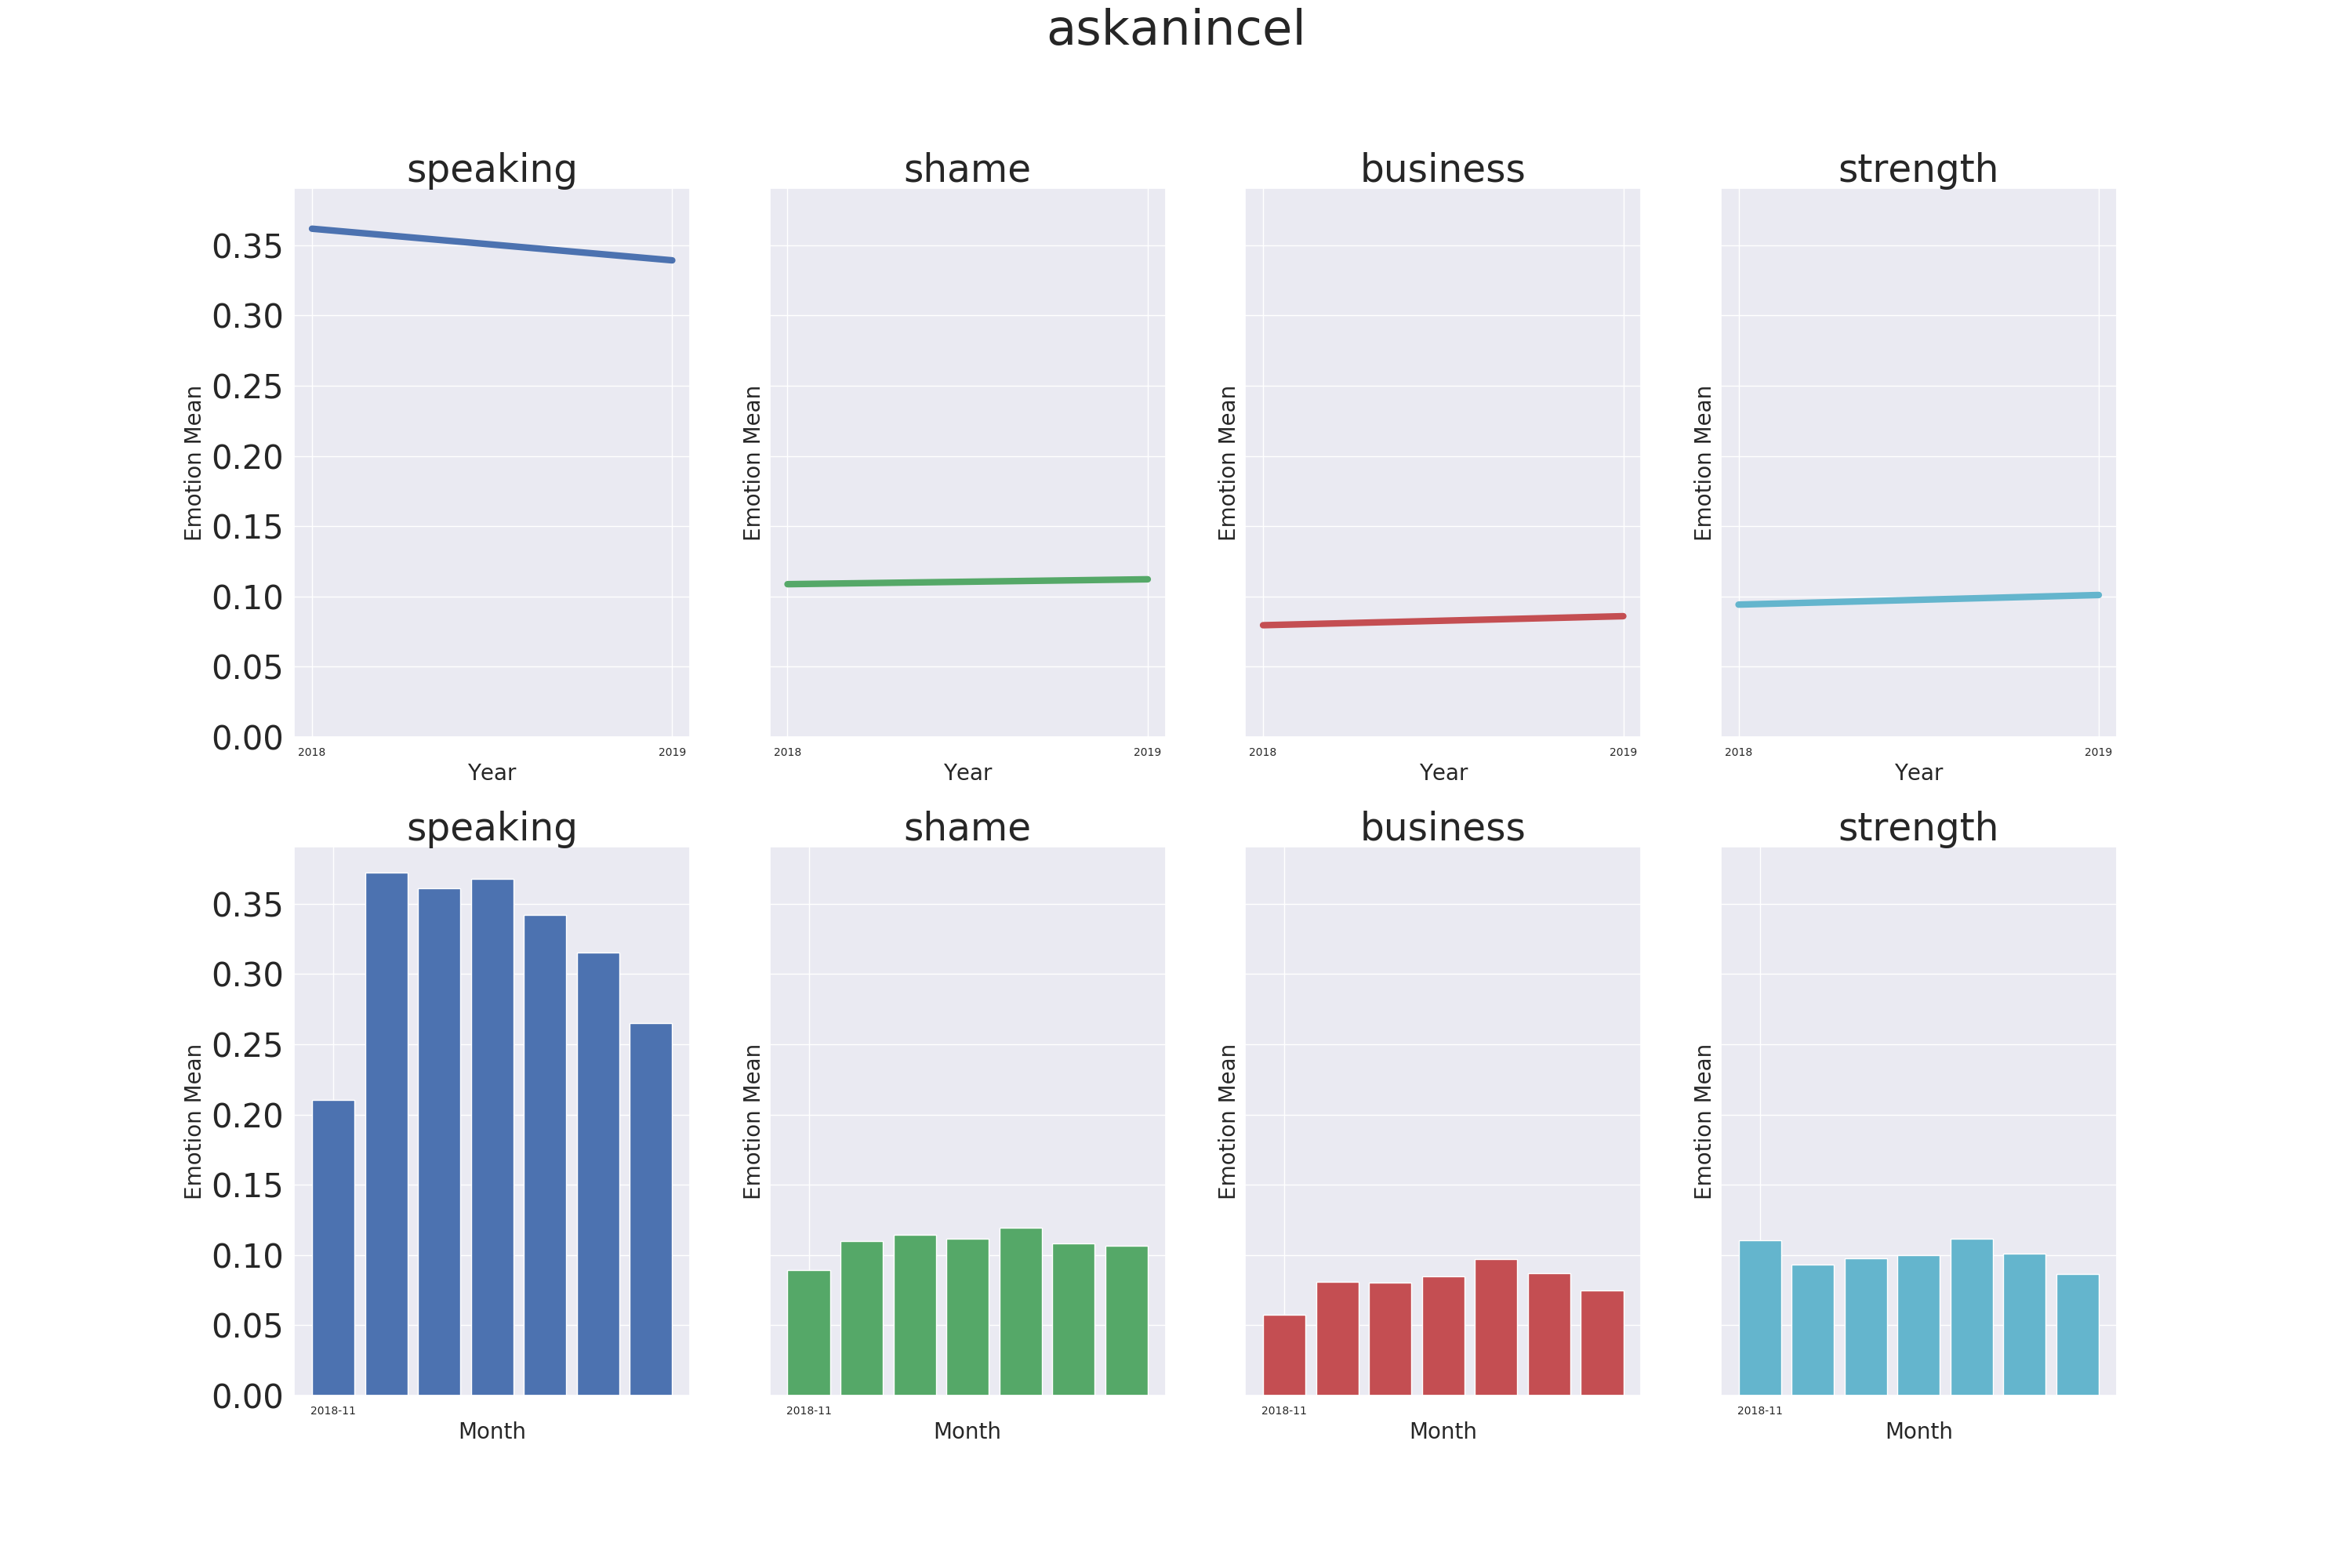 askanincel
speaking
shame
business
strength
Emotion Mean
0.35
0.30
0.25
0.20
0.15
0.10
0.05
0.00
2018
2019
Year
Emotion Mean
2018
2019
Year
Emotion Mean
2018
2019
Year
Emotion Mean
2018
2019
Year
speaking
shame
business
strength
Emotion Mean
0.35
0.30
0.25
0.20
0.15
0.10
0.05
0.00
2018-11
Month
Emotion Mean
2018-11
Month
Emotion Mean
2018-11
Month
Emotion Mean
2018-11
Month